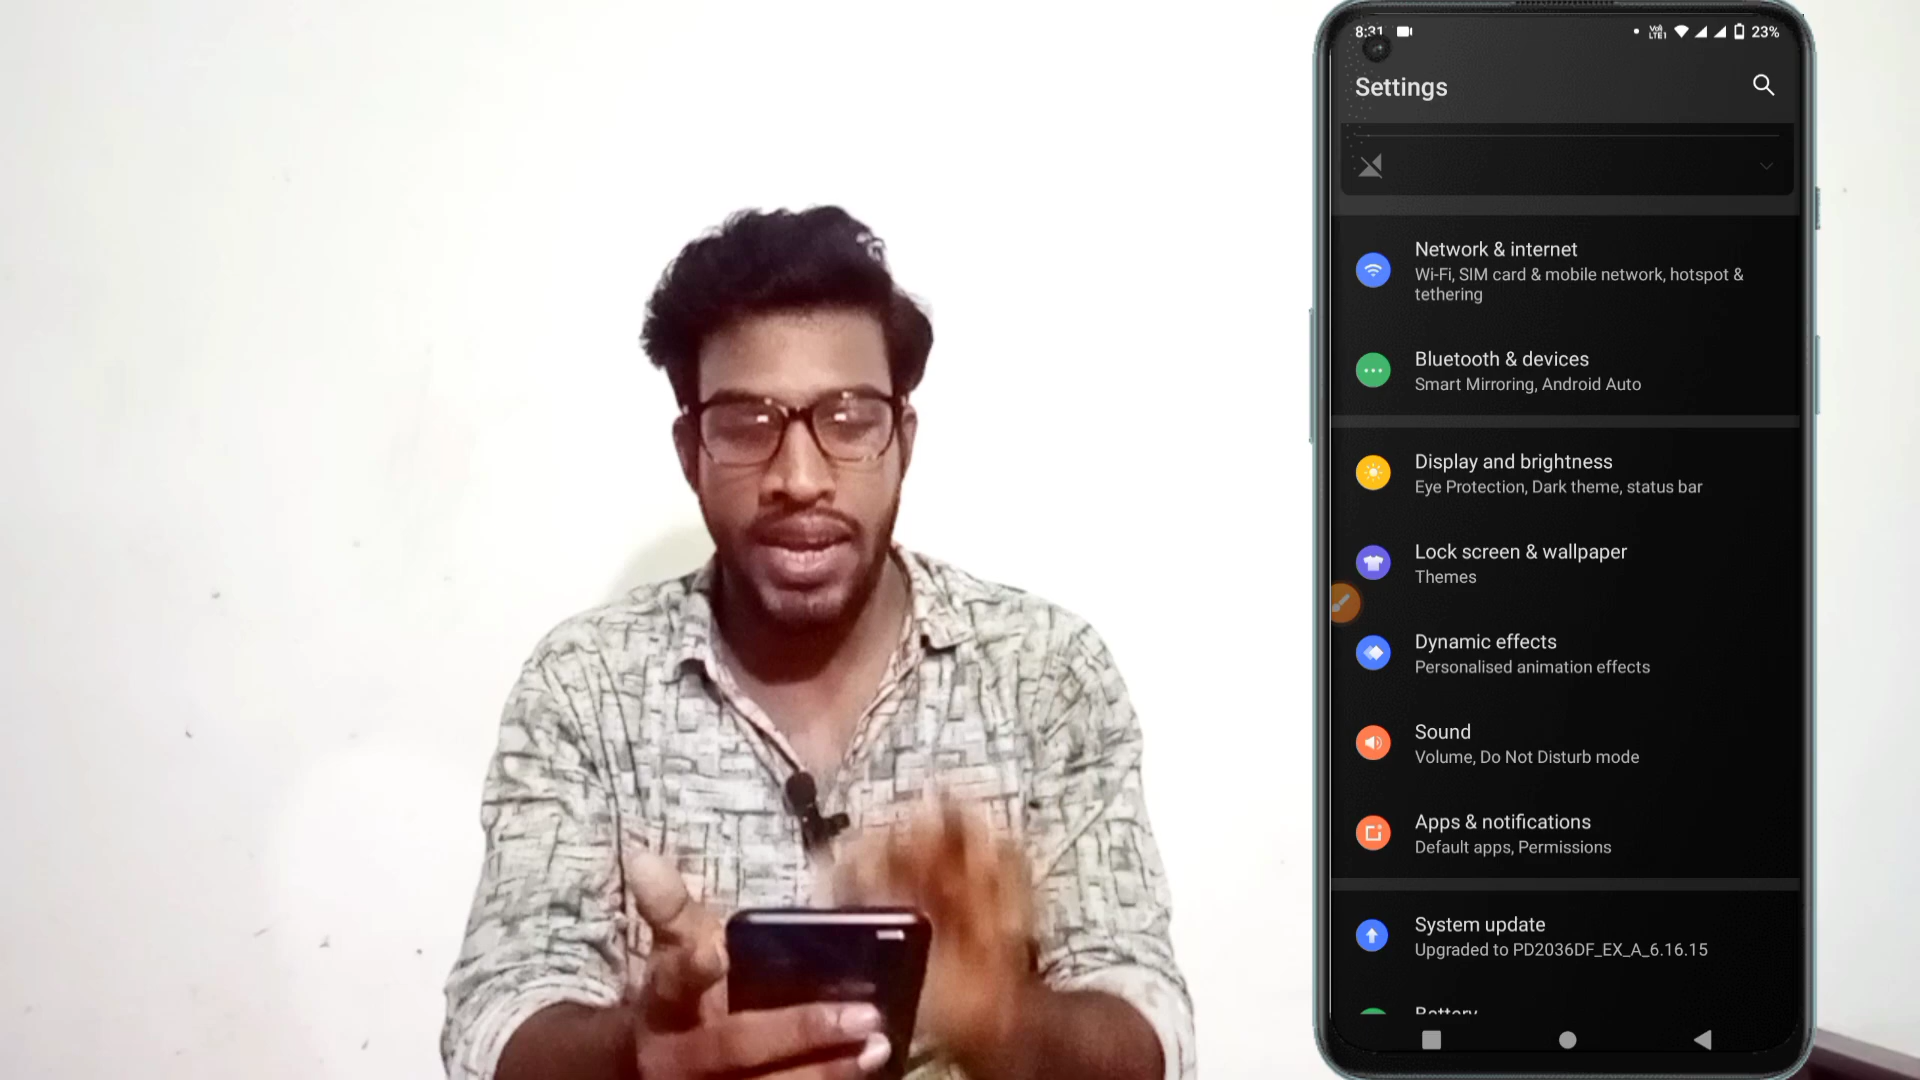 8:31 VoLTE1 23%
Settings
Network & internet
Wi-Fi, SIM card & mobile network, hotspot &
tethering
Bluetooth & devices
Smart Mirroring, Android Auto
Display and brightness
Eye Protection, Dark theme, status bar
Lock screen & wallpaper
Themes
Dynamic effects
Personalised animation effects
Sound
Volume, Do Not Disturb mode
Apps & notifications
Default apps, Permissions
System update
Upgraded to PD2036DF_EX_A_6.16.15
Battery